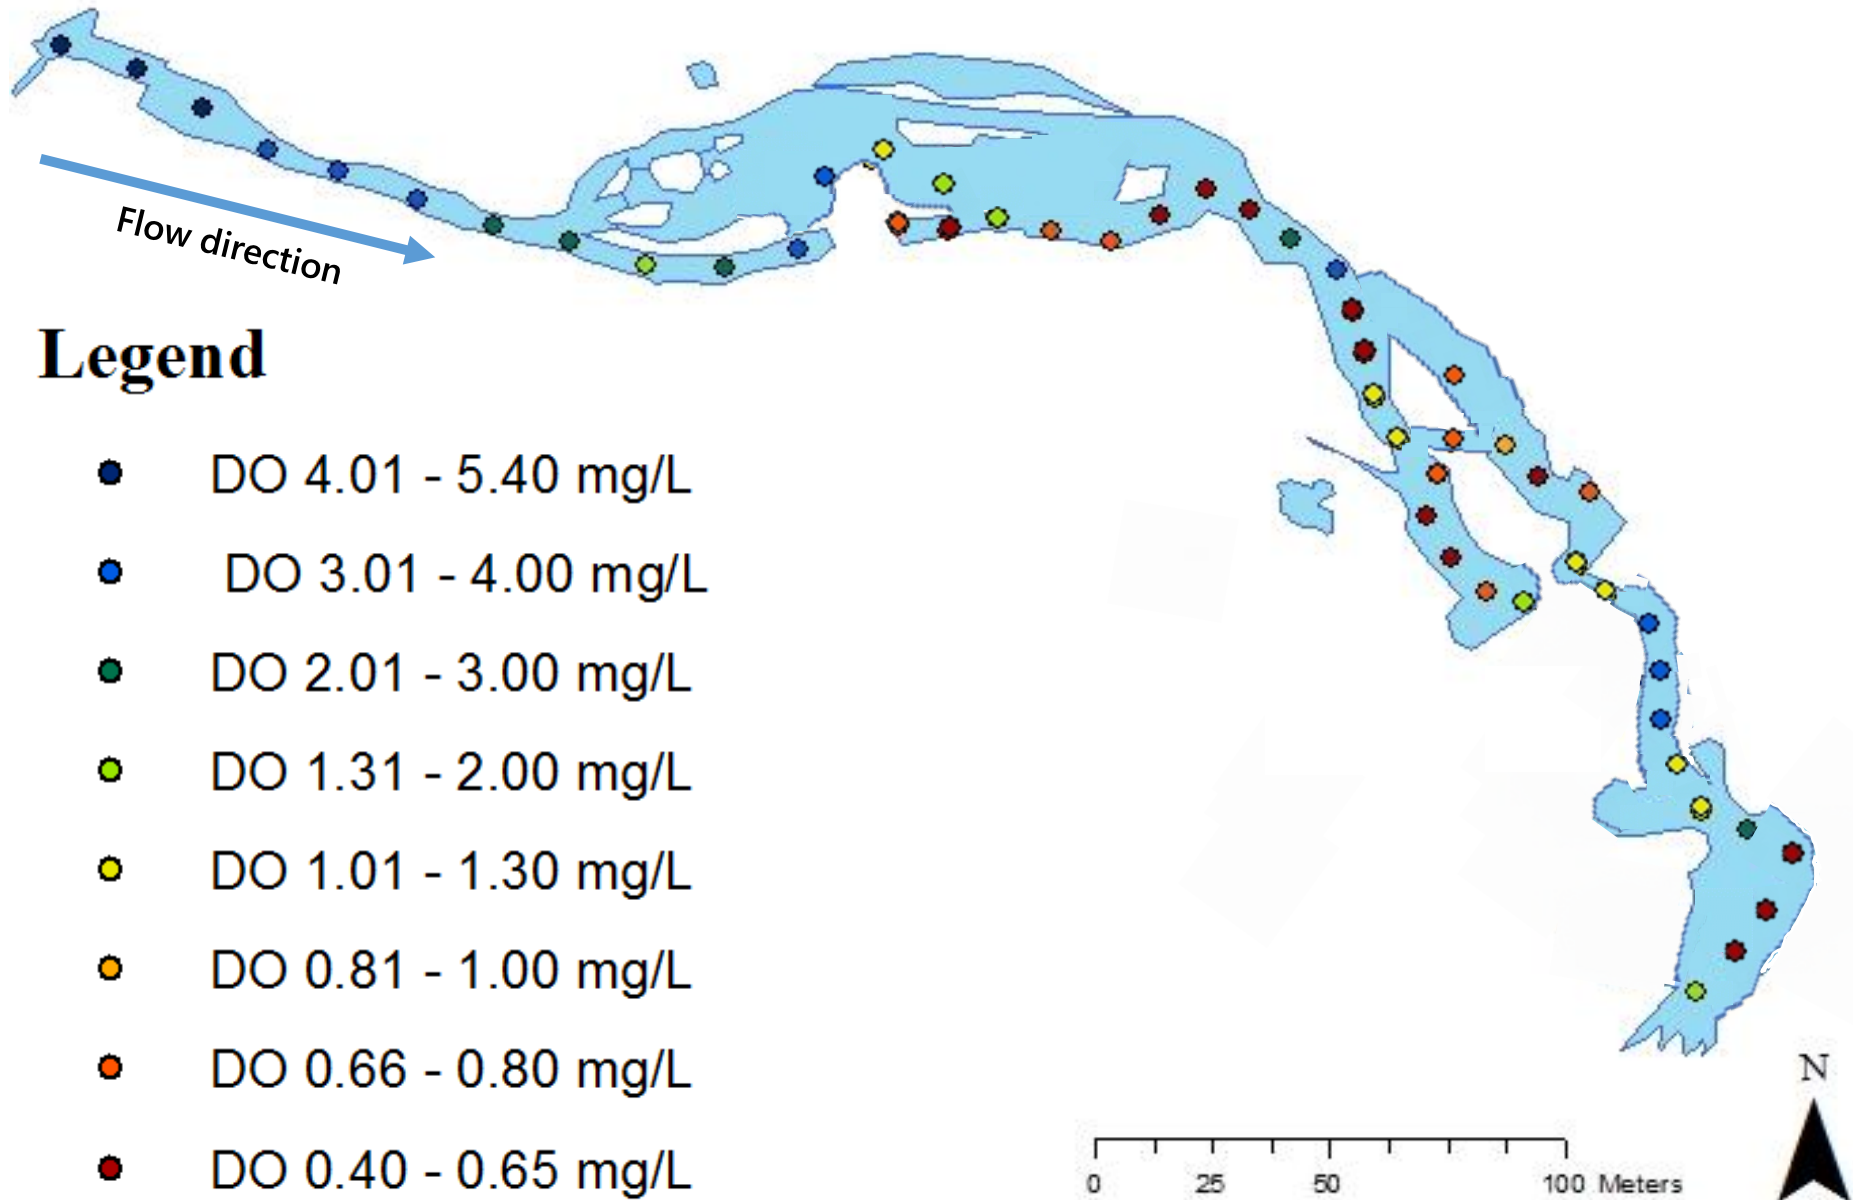 Flow direction
Legend
DO 4.01 - 5.40 mg/L
DO 3.01 - 4.00 mg/L
DO 2.01 - 3.00 mg/L
DO 1.31 - 2.00 mg/L
DO 1.01 - 1.30 mg/L
DO 0.81 - 1.00 mg/L
DO 0.66 - 0.80 mg/L
DO 0.40 - 0.65 mg/L
N
0 25 50 100 Meters